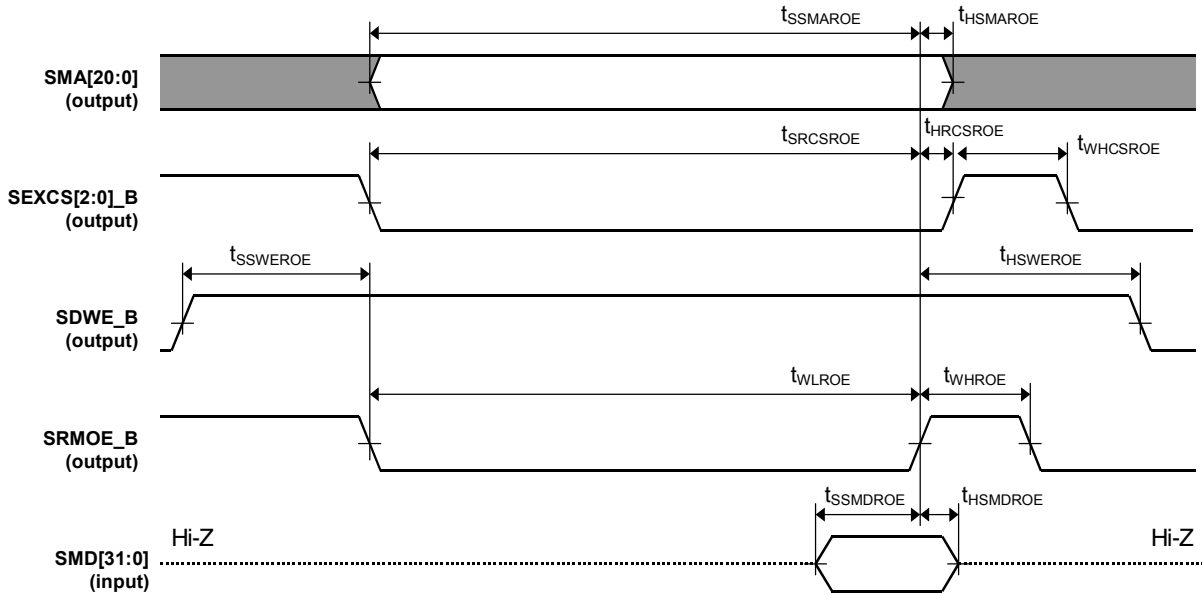 tSSMAROE tHSMAROE
SMA[20:0]
(output)
tSRCSROE tHRCSROE tWHCSROE
SEXCS[2:0]_B
(output)
tSSWEROE tHSWEROE
SDWE_B
(output)
tWLROE tWHROE
SRMOE_B
(output)
tSSMDROE tHSMDROE
Hi-Z Hi-Z
SMD[31:0]
(input)